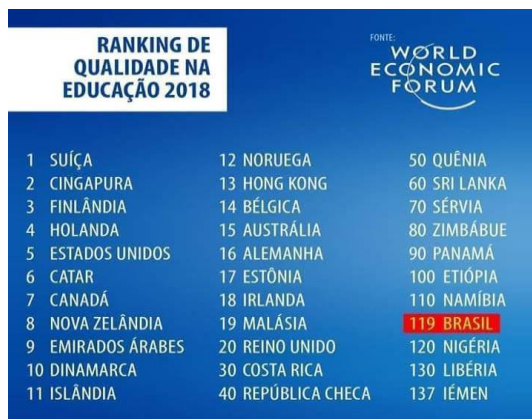 RANKING DE
QUALIDADE NA
EDUCAÇÃO 2018
FONTE:
WORLD
ECONOMIC
FORUM
1 SUÍÇA
2 CINGAPURA
3 FINLÂNDIA
4 HOLANDA
5 ESTADOS UNIDOS
6 CATAR
7 CANADÁ
8 NOVA ZELÂNDIA
9 EMIRADOS ÁRABES
10 DINAMARCA
11 ISLÂNDIA
12 NORUEGA
13 HONG KONG
14 BÉLGICA
15 AUSTRÁLIA
16 ALEMANHA
17 ESTÔNIA
18 IRLANDA
19 MALÁSIA
20 REINO UNIDO
30 COSTA RICA
40 REPÚBLICA CHECA
50 QUÊNIA
60 SRI LANKA
70 SÉRVIA
80 ZIMBÁBUE
90 PANAMÁ
100 ETIÓPIA
110 NAMÍBIA
119 BRASIL
120 NIGÉRIA
130 LIBÉRIA
137 IÉMEN